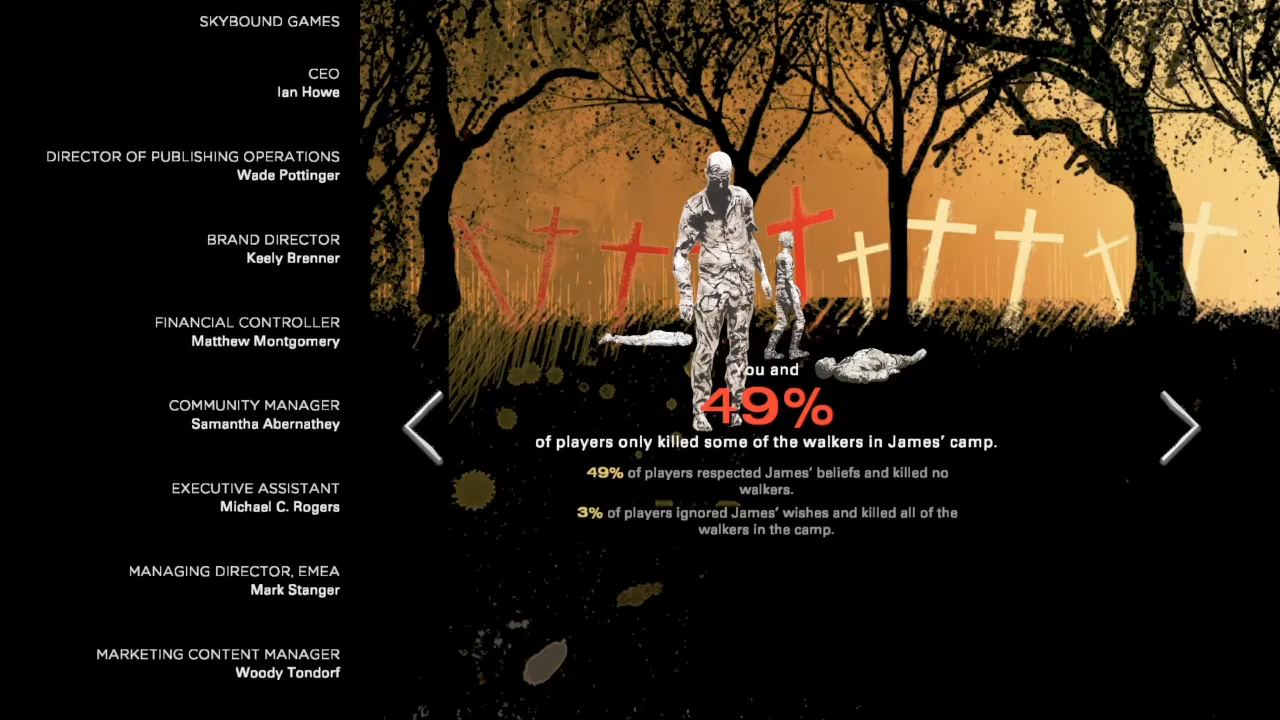 SKYBOUND GAMES
CEO
Ian Howe
DIRECTOR OF PUBLISHING OPERATIONS
Wade Pottinger
BRAND DIRECTOR
Keely Brenner
FINANCIAL CONTROLLER
Matthew Montgomery
COMMUNITY MANAGER
Samantha Abernathey
EXECUTIVE ASSISTANT
Michael C. Rogers
MANAGING DIRECTOR, EMEA
Mark Stanger
MARKETING CONTENT MANAGER
Woody Tondorf
You and
49%
of players only killed some of the walkers in James' camp.
49% of players respected James' beliefs and killed no
walkers.
3% of players ignored James' wishes and killed all of the
walkers in the camp.